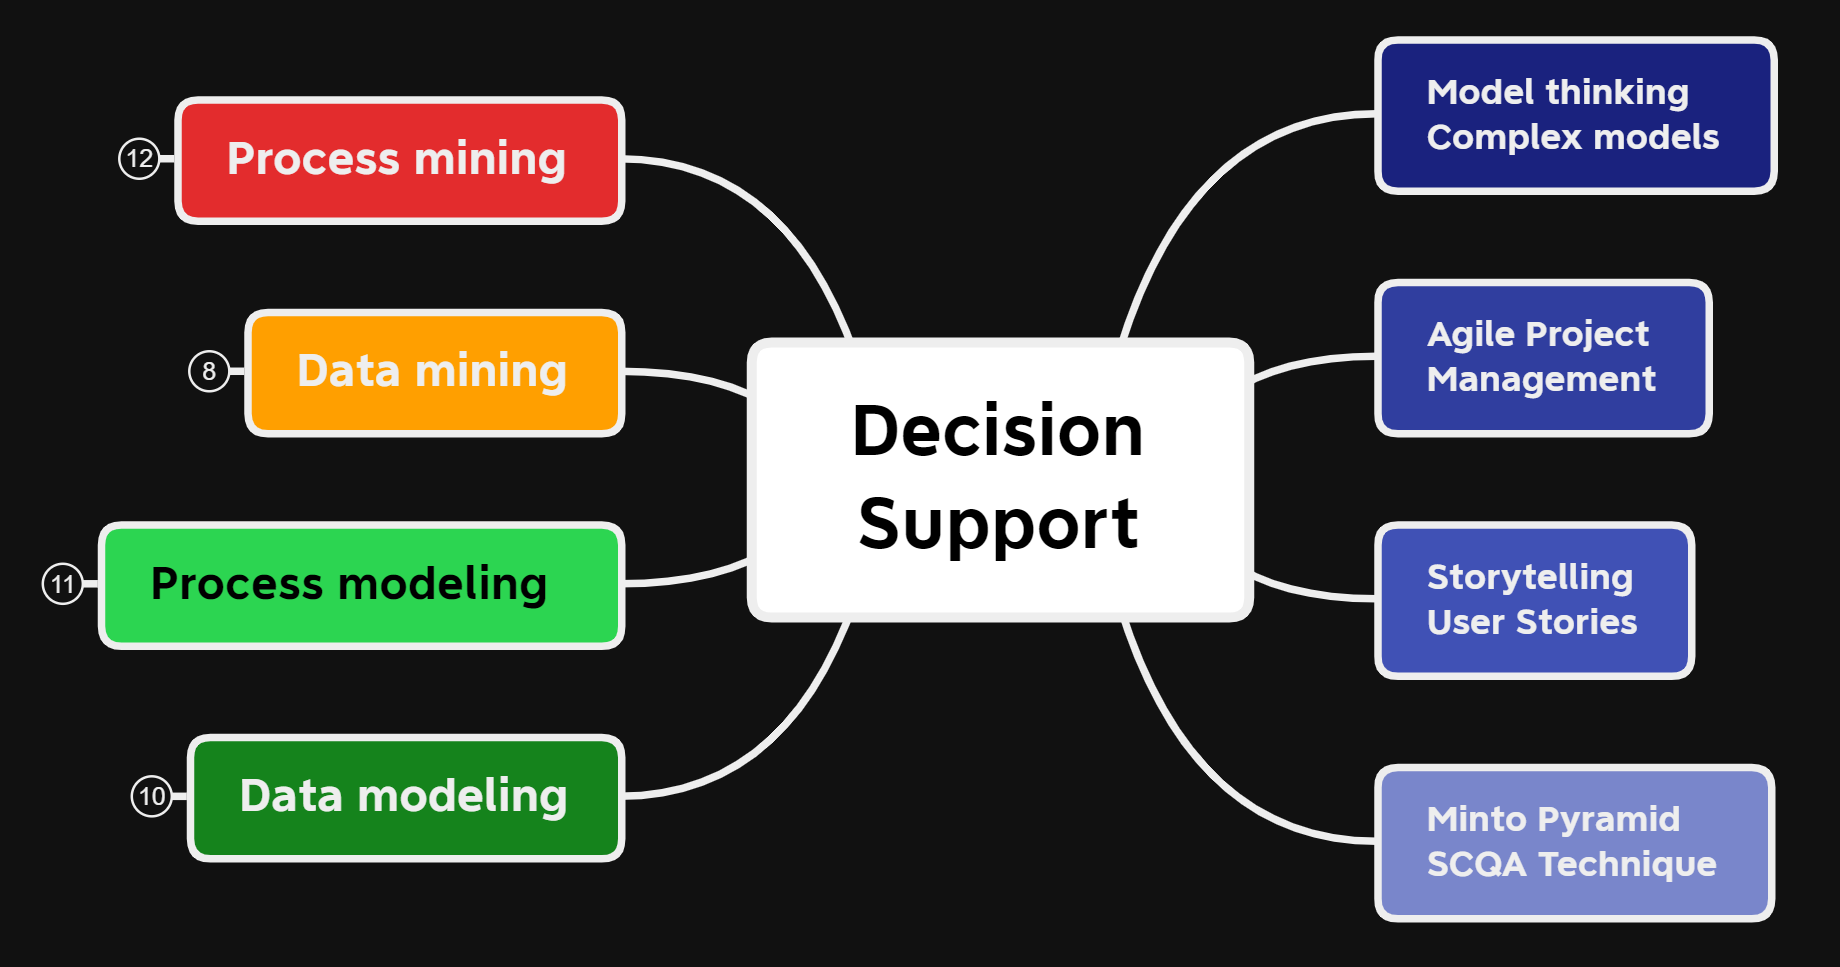 12
Process mining
8
Data mining
11
Process modeling
10
Data modeling
Decision
Support
Model thinking
Complex models
Agile Project
Management
Storytelling
User Stories
Minto Pyramid
SCQA Technique